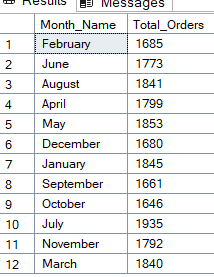 Results Messages
Month_Name Total_Orders
1 February 1685
2 June 1773
3 August 1841
4 April 1799
5 May 1853
6 December 1680
7 January 1845
8 September 1661
9 October 1646
10 July 1935
11 November 1792
12 March 1840